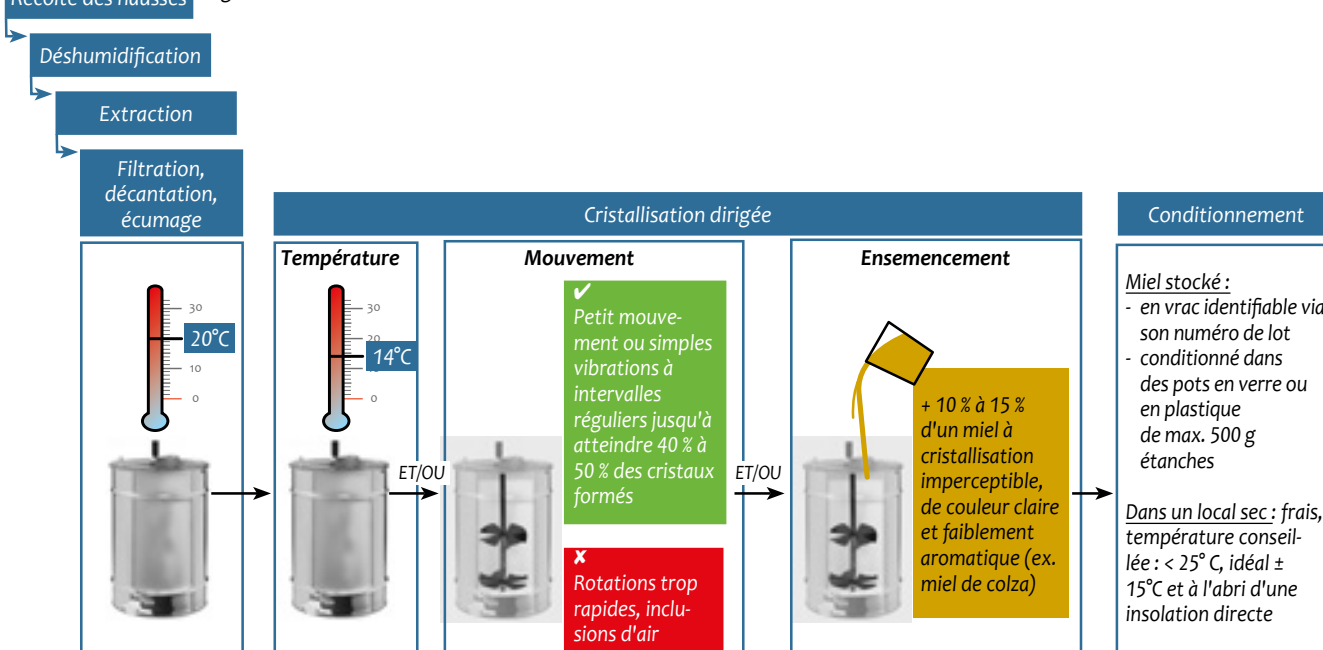 Récolte des hausses
Déshumidification
Extraction
Filtration,
décantation,
écumage
Cristallisation dirigée
Conditionnement
30
20°C
10
0
Température
30
20
14°C
0
ET/OU
Mouvement
✔
Petit mouve-
ment ou simples
vibrations à
intervalles
réguliers jusqu'à
atteindre 40 % à
50 % des cristaux
formés
✘
Rotations trop
rapides, inclu-
sions d'air
ET/OU
Ensemencement
+ 10 % à 15 %
d'un miel à
cristallisation
imperceptible,
de couleur claire
et faiblement
aromatique (ex.
miel de colza)
Miel stocké :
- en vrac identifiable via
son numéro de lot
- conditionné dans
des pots en verre ou
en plastique
de max. 500 g
étanches
Dans un local sec : frais,
température conseil-
lée : < 25° C, idéal ±
15°C et à l'abri d'une
insolation directe